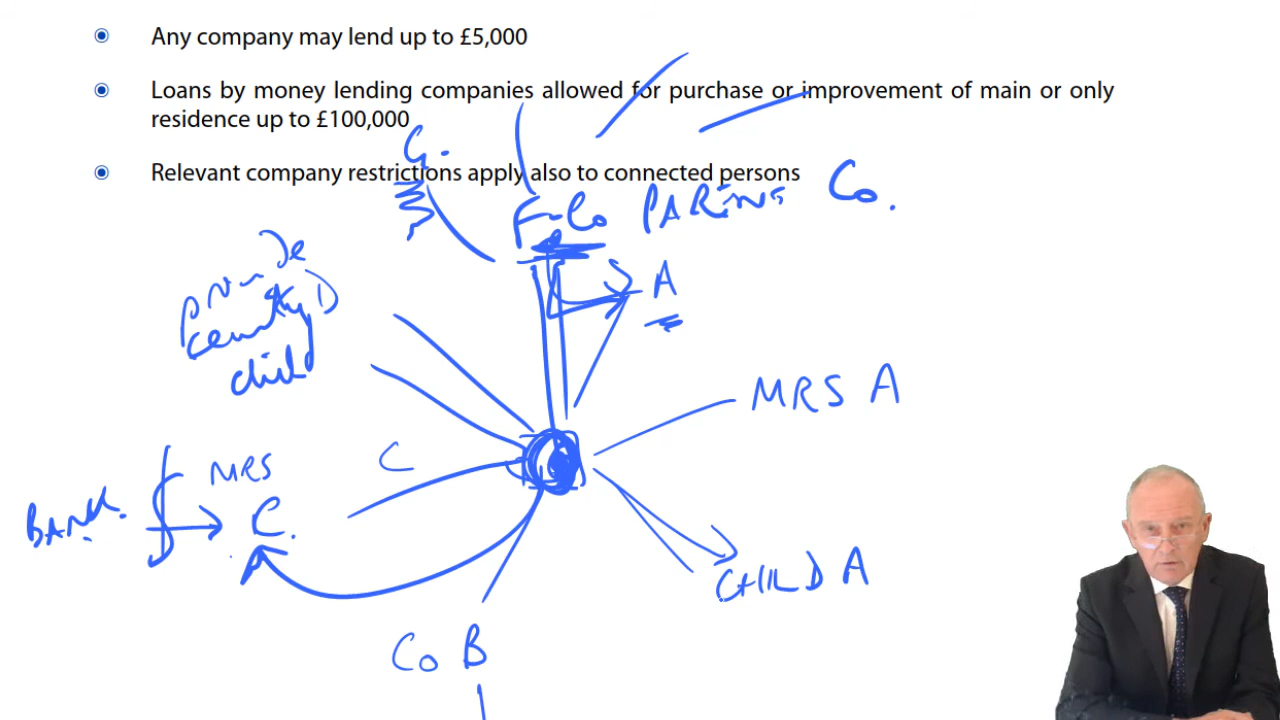 Any company may lend up to £5,000
Loans by money lending companies allowed for purchase or improvement of main or only
residence up to £100,000
Relevant company restrictions apply also to connected persons
G.
Co PARENT Co.
A
D
child
MRS A
C
MRS
BANK.
C.
CHILD A
Co B